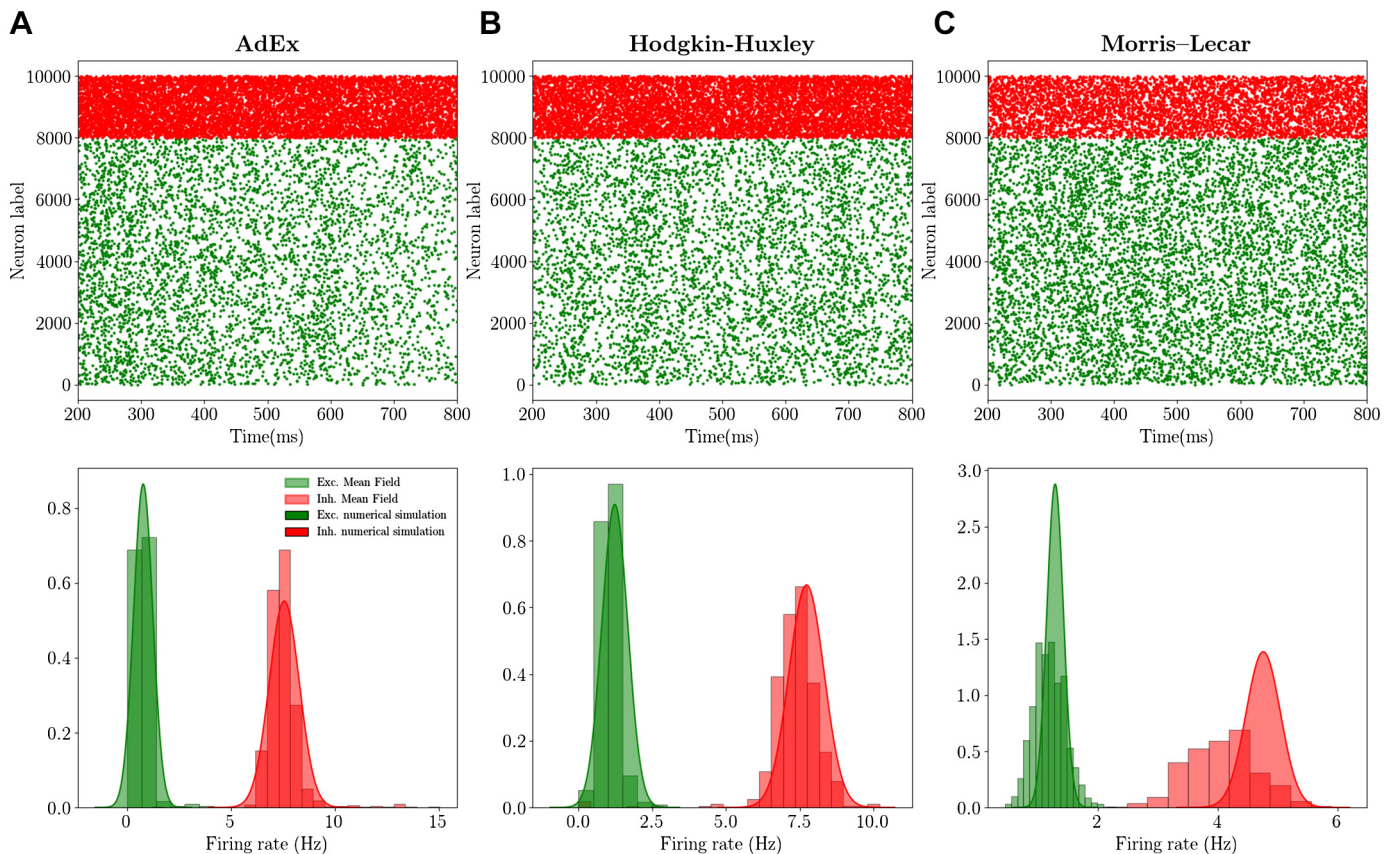 A
B
C
AdEx
Hodgkin-Huxley
Morris–Lecar
10000
8000
6000
4000
2000
0
Neuron label
200 300 400 500 600 700 800
Time(ms)
10000
8000
6000
4000
2000
0
Neuron label
200 300 400 500 600 700 800
Time(ms)
10000
8000
6000
4000
2000
0
Neuron label
200 300 400 500 600 700 800
Time(ms)
0.8
0.6
0.4
0.2
0.0
Exc. Mean Field
Inh. Mean Field
Exc. numerical simulation
Inh. numerical simulation
0 5 10 15
Firing rate (Hz)
1.0
0.8
0.6
0.4
0.2
0.0
0.0 2.5 5.0 7.5 10.0
Firing rate (Hz)
3.0
2.5
2.0
1.5
1.0
0.5
0.0
2 4 6
Firing rate (Hz)